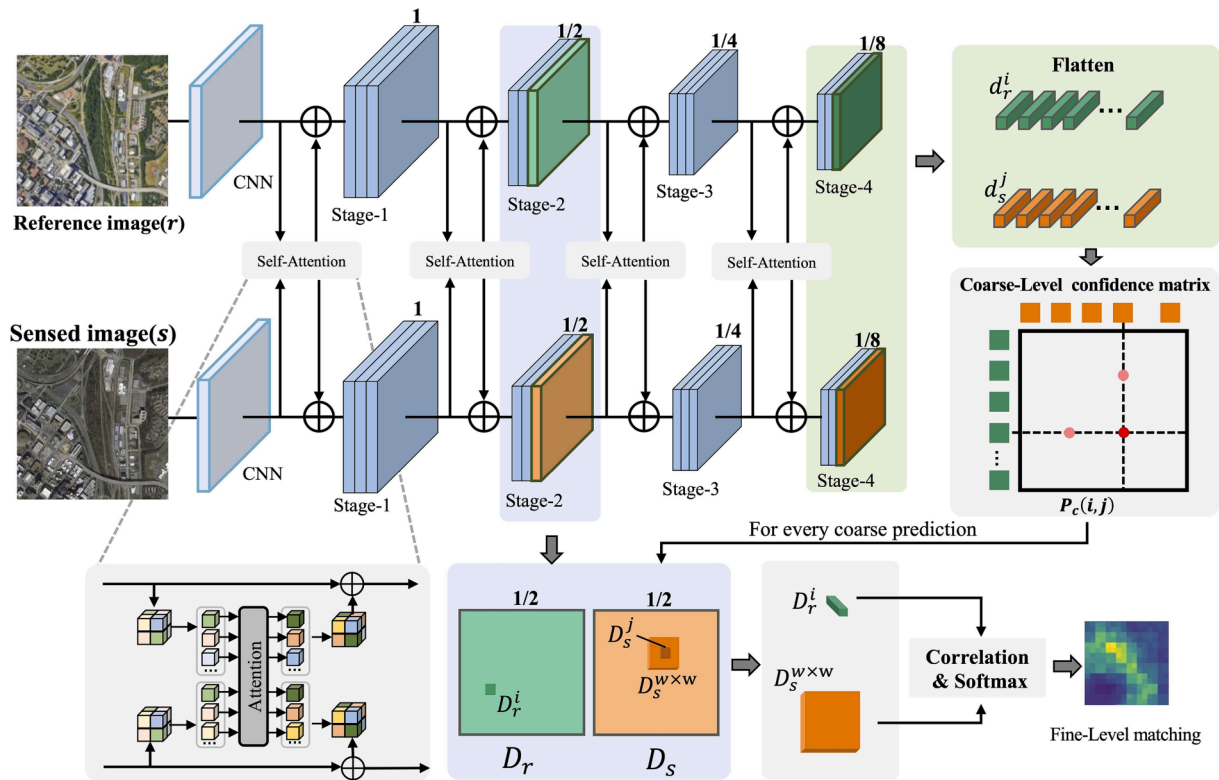 1
1/2
1/4
1/8
CNN
Stage-1
Stage-2
Stage-3
Stage-4
Reference image(r)
Self-Attention
Self-Attention
Self-Attention
Self-Attention
Sensed image(s)
1
1/2
1/4
1/8
CNN
Stage-1
Stage-2
Stage-3
Stage-4
Flatten
d_r^i
...
d_s^j
...
Coarse-Level confidence matrix
...
P_c(i,j)
For every coarse prediction
Attention
...
...
...
...
1/2
1/2
D_s^j
D_s^{w×w}
D_r^i
D_r
D_s
D_r^i
D_s^{w×w}
Correlation
& Softmax
Fine-Level matching